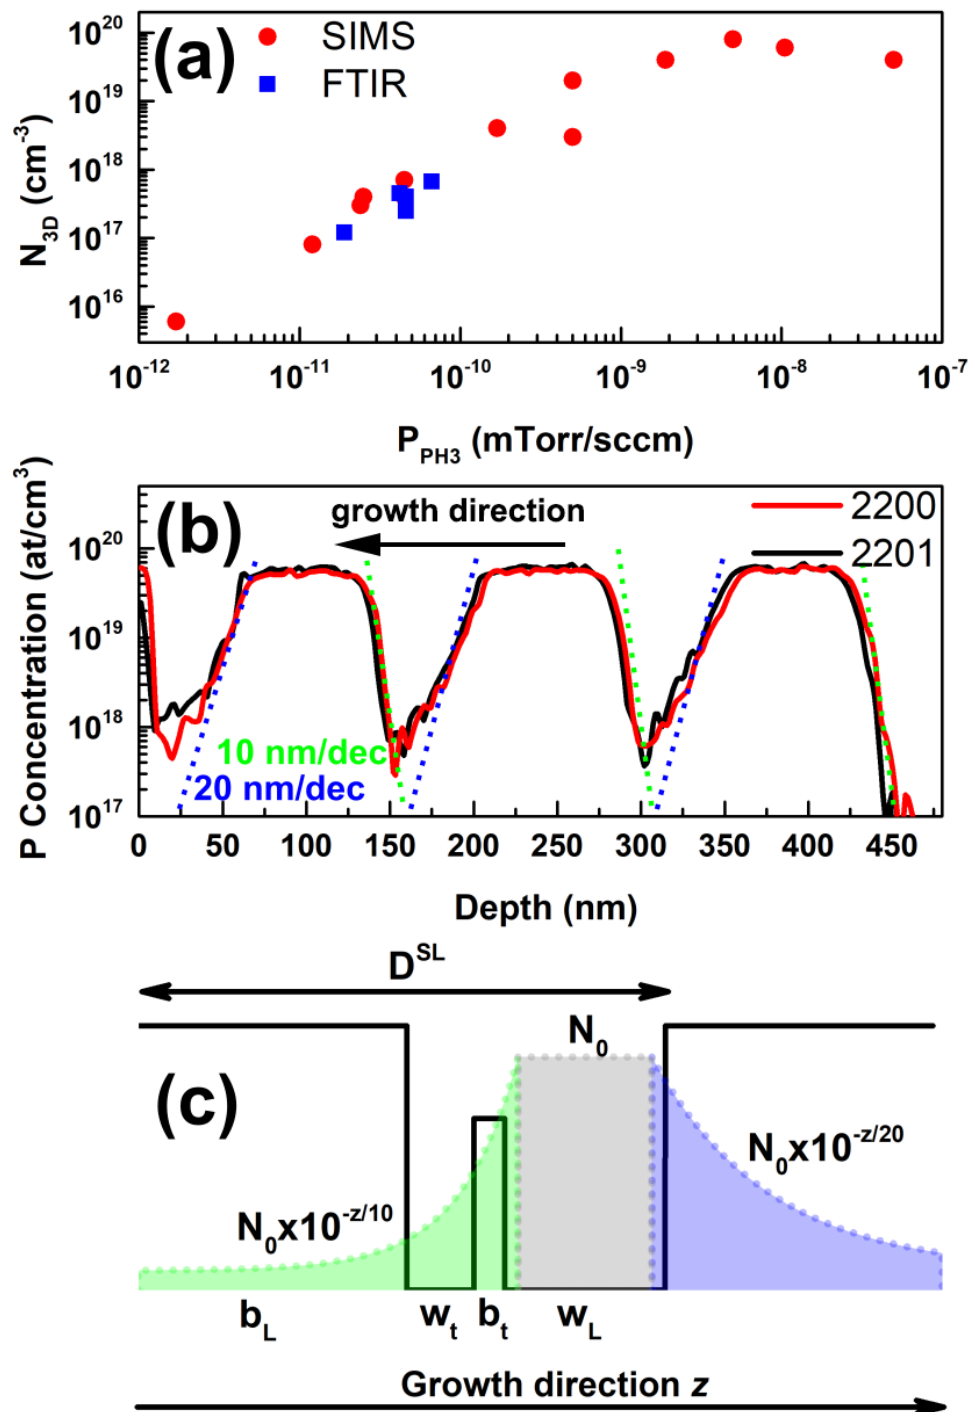 (a)
SIMS
FTIR
N3D (cm-3)
10^20
10^19
10^18
10^17
10^16
10^-12 10^-11 10^-10 10^-9 10^-8 10^-7
P_PH3 (mTorr/sccm)
(b)
growth direction
2200
2201
P Concentration (at/cm^3)
10^20
10^19
10^18
10^17
10 nm/dec
20 nm/dec
0 50 100 150 200 250 300 350 400 450
Depth (nm)
D^SL
(c)
N_0
N_0x10^-z/10
N_0x10^-z/20
b_L w_t b_t w_L
Growth direction z